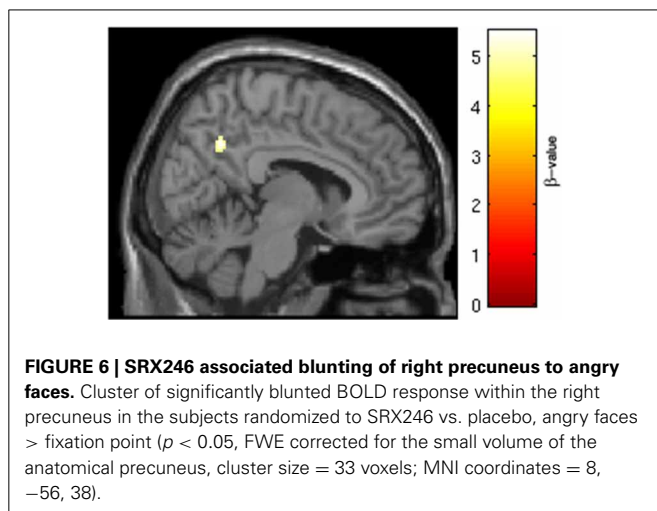 5
4
3
2
1
0
β-value
FIGURE 6 | SRX246 associated blunting of right precuneus to angry
faces. Cluster of significantly blunted BOLD response within the right
precuneus in the subjects randomized to SRX246 vs. placebo, angry faces
> fixation point (p < 0.05, FWE corrected for the small volume of the
anatomical precuneus, cluster size = 33 voxels; MNI coordinates = 8,
−56, 38).